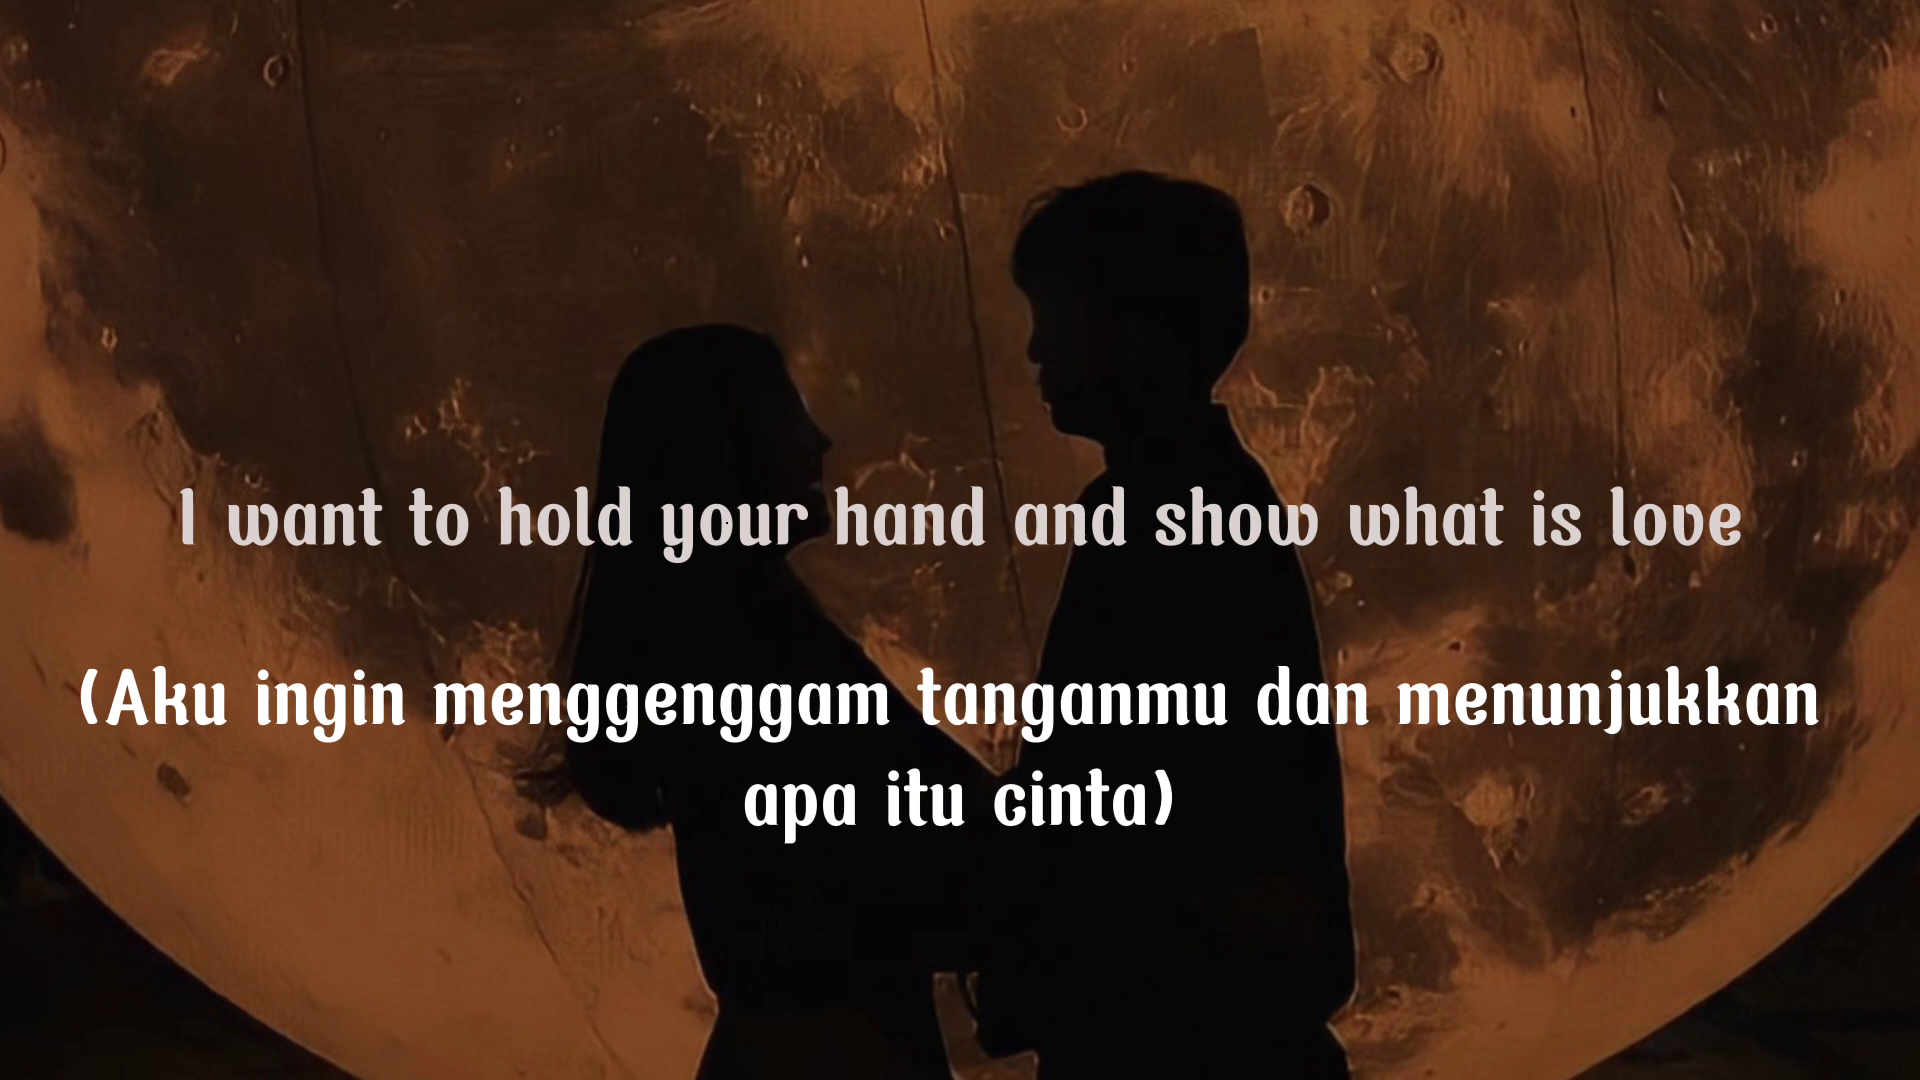 I want to hold your hand and show what is love
(Aku ingin menggenggam tanganmu dan menunjukkan
apa itu cinta)